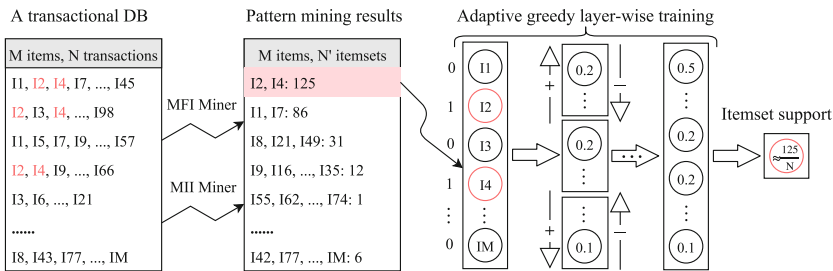 A transactional DB
M items, N transactions
I1, I2, I4, I7, ..., I45
I2, I3, I4, ..., I98
I1, I5, I7, I9, ..., I57
I2, I4, I9, ..., I66
I3, I6, ..., I21
......
I8, I43, I77, ..., IM
MFI Miner
MII Miner
Pattern mining results
M items, N' itemsets
I2, I4: 125
I1, I7: 86
I8, I21, I49: 31
I9, I16, ..., I35: 12
I55, I62, ..., I74: 1
......
I42, I77, ..., IM: 6
Adaptive greedy layer-wise training
0 I1
1 I2
0 I3
1 I4
⋮ ⋮
0 IM
+ 0.2 −
⋮
0.2
⋮
+ 0.1 −
⋮
...
0.5
⋮
0.2
0.2
⋮
0.1
Itemset support
≈125/N